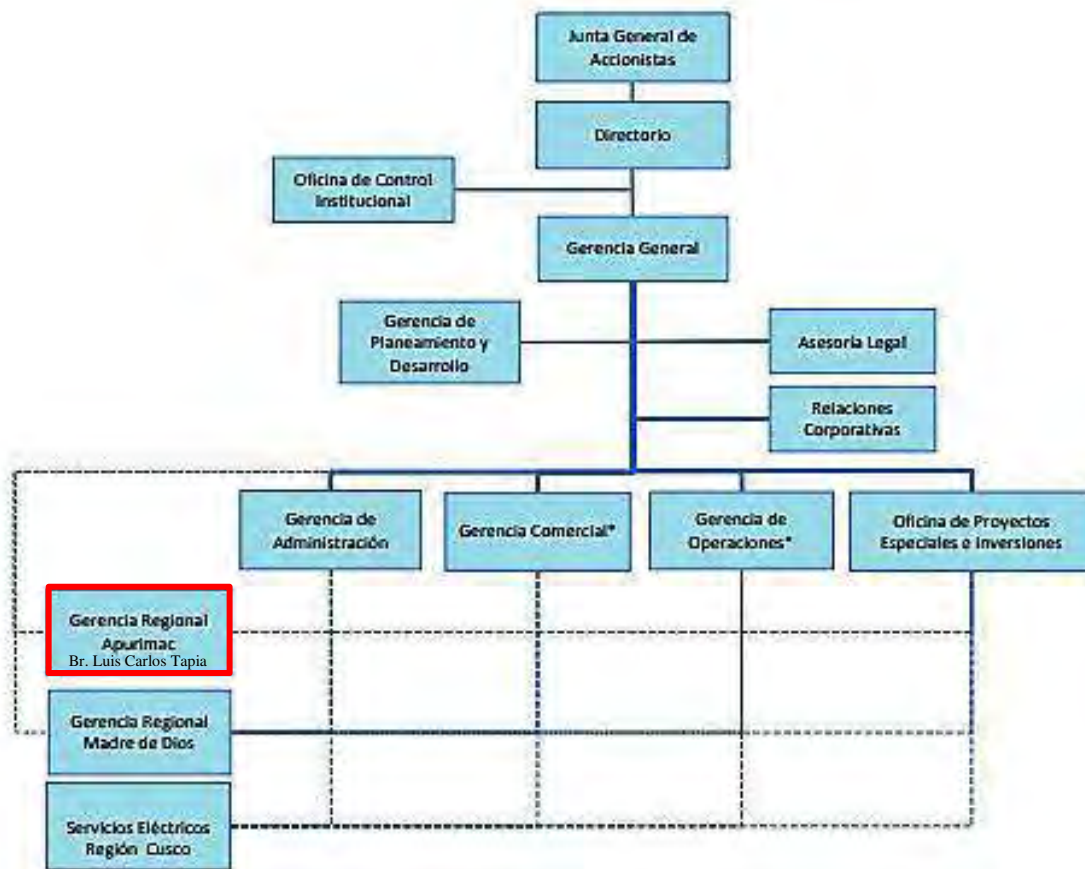 Junta General de
Accionistas
Directorio
Oficina de Control
Institucional
Gerencia General
Gerencia de
Planeamiento y
Desarrollo
Asesoría Legal
Relaciones
Corporativas
Gerencia de
Administración
Gerencia Comercial*
Gerencia de
Operaciones*
Oficina de Proyectos
Especiales e Inversiones
Gerencia Regional
Apurimac
Br. Luis Carlos Tapia
Gerencia Regional
Madre de Dios
Servicios Eléctricos
Región Cusco